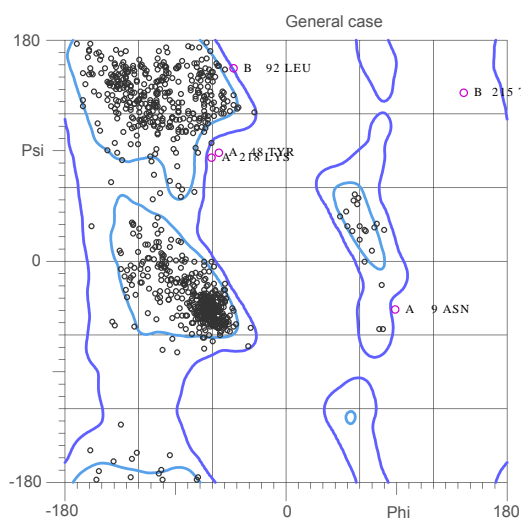 General case
180
B 92 LEU
B 215
Psi
A 48 TYR
A 218 LYS
0
A 9 ASN
-180
-180 0 Phi 180